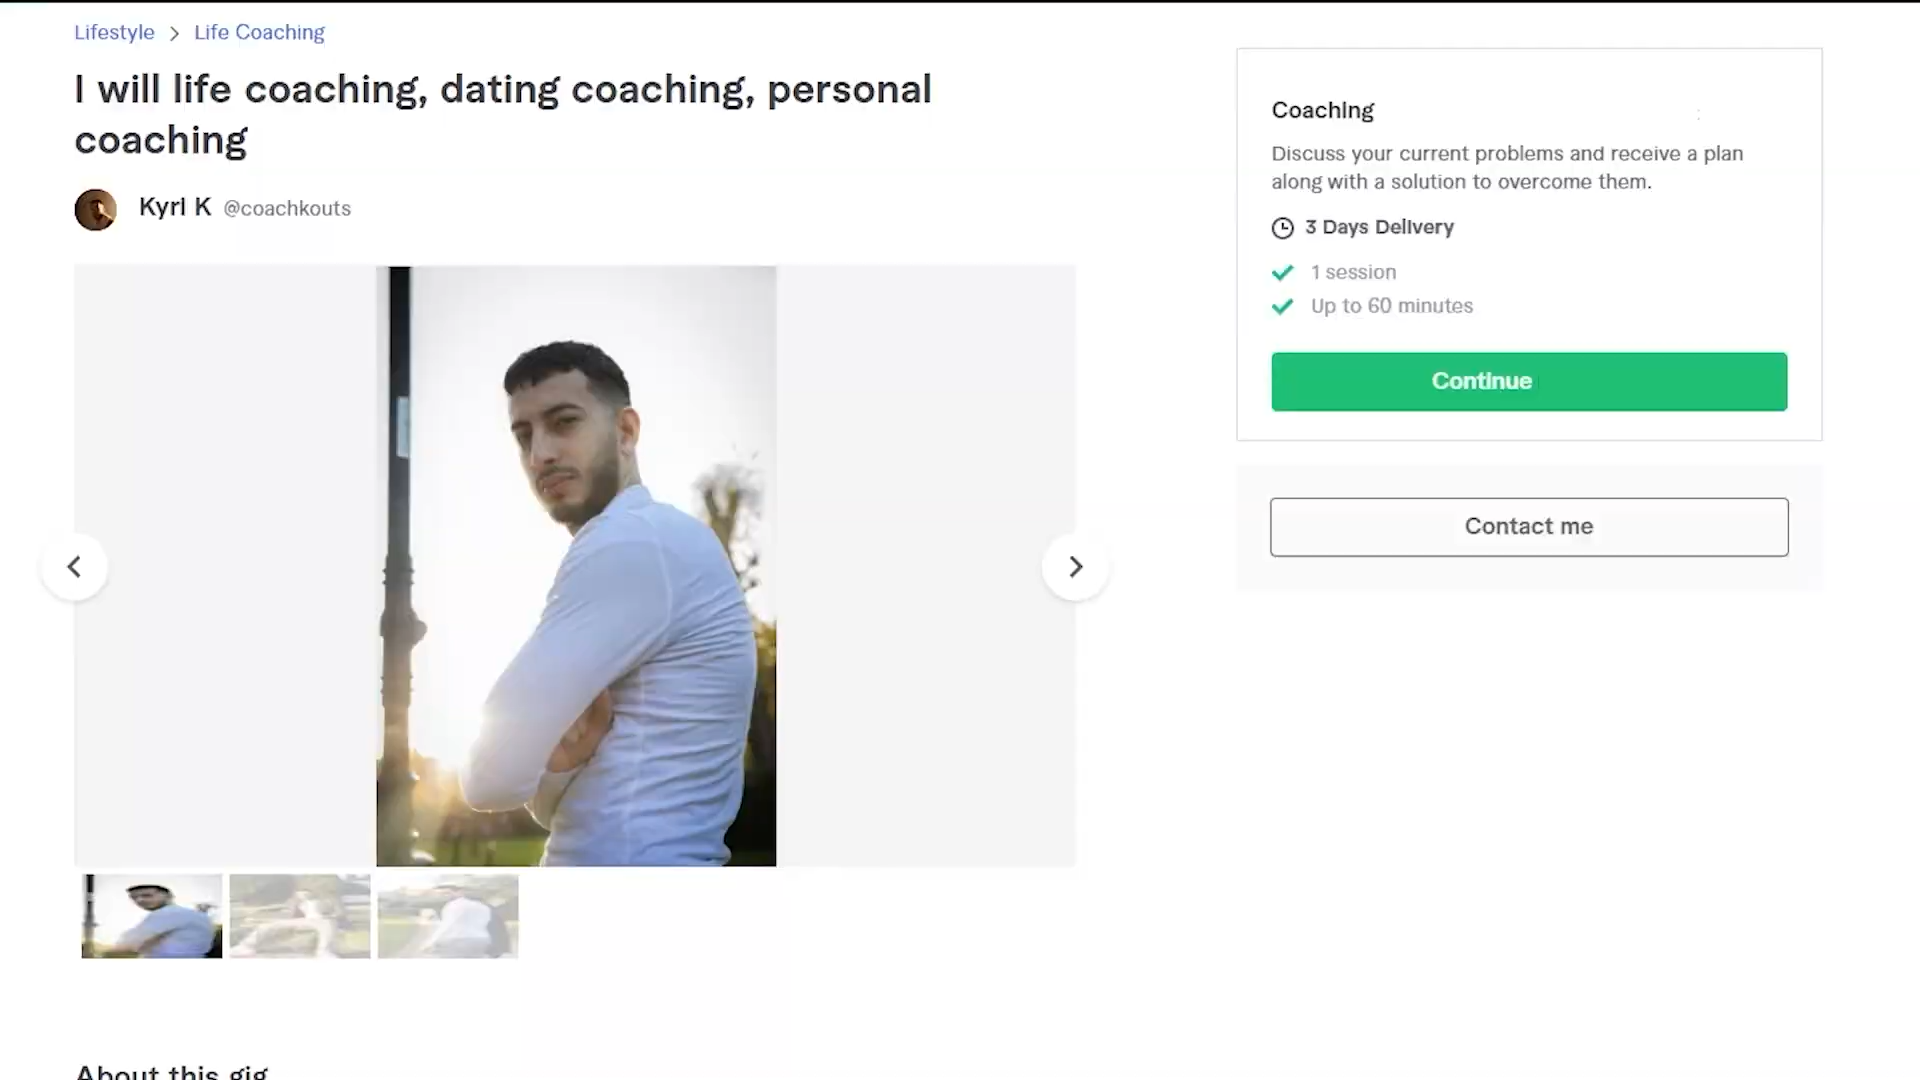 Lifestyle > Life Coaching
I will life coaching, dating coaching, personal
coaching
Kyrl K @coachkouts
Coaching
Discuss your current problems and receive a plan
along with a solution to overcome them.
3 Days Delivery
1 session
Up to 60 minutes
Continue
Contact me
About this gig